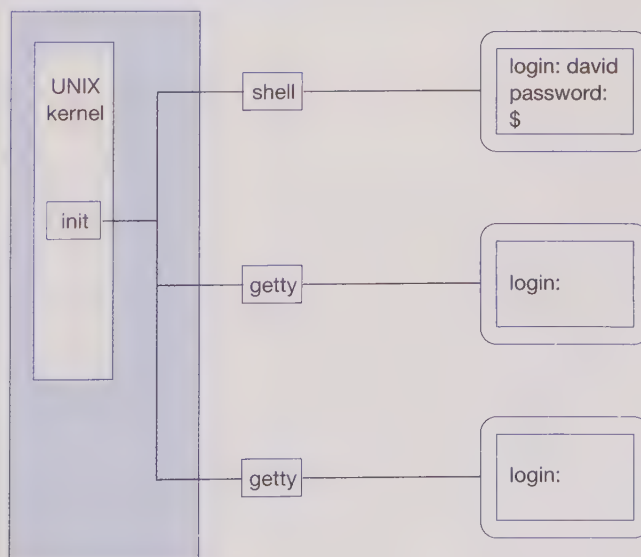 UNIX
kernel
init
shell
login: david
password:
$
getty
login:
getty
login: